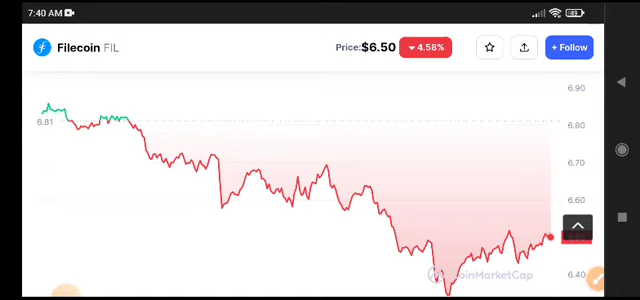 7:40 AM
Filecoin FIL
Price: $6.50 4.58%
+ Follow
6.90
6.81
6.80
6.70
6.60
6.40
CoinMarketCap